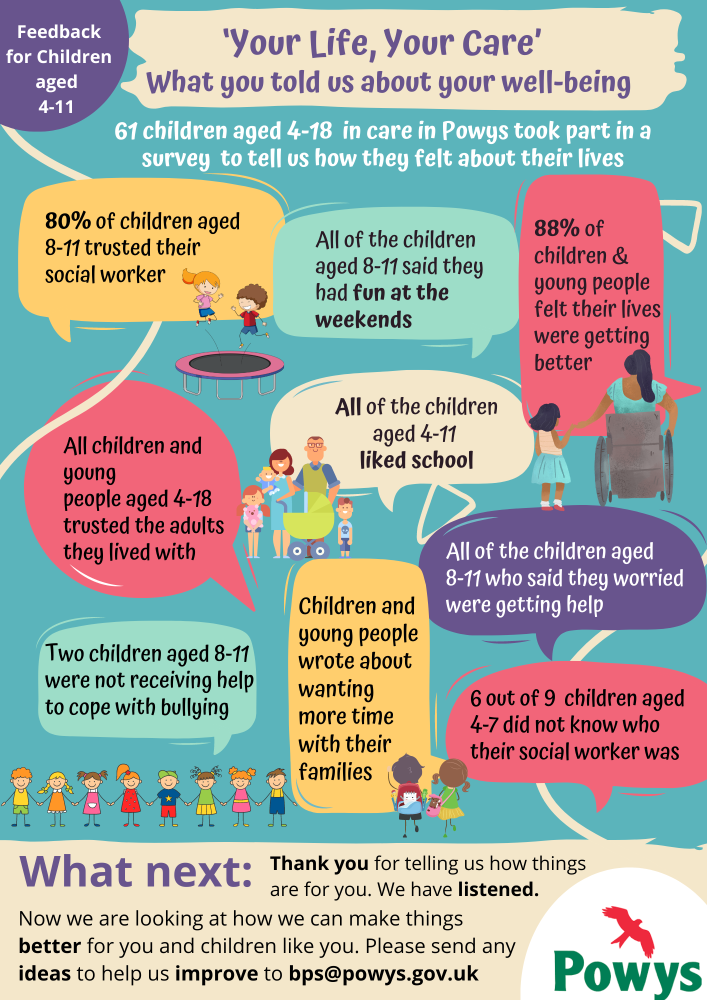 Feedback
for Children
aged
4-11
‘Your Life, Your Care’
What you told us about your well-being
61 children aged 4-18 in care in Powys took part in a
survey to tell us how they felt about their lives
80% of children aged
8-11 trusted their
social worker
All of the children
aged 8-11 said they
had fun at the
weekends
88% of
children &
young people
felt their lives
were getting
better
All of the children
aged 4-11
liked school
All children and
young
people aged 4-18
trusted the adults
they lived with
All of the children aged
8-11 who said they worried
were getting help
Children and
young people
wrote about
wanting
more time
with their
families
Two children aged 8-11
were not receiving help
to cope with bullying
6 out of 9 children aged
4-7 did not know who
their social worker was
What next:
Thank you for telling us how things
are for you. We have listened.
Now we are looking at how we can make things
better for you and children like you. Please send any
ideas to help us improve to bps@powys.gov.uk
Powys